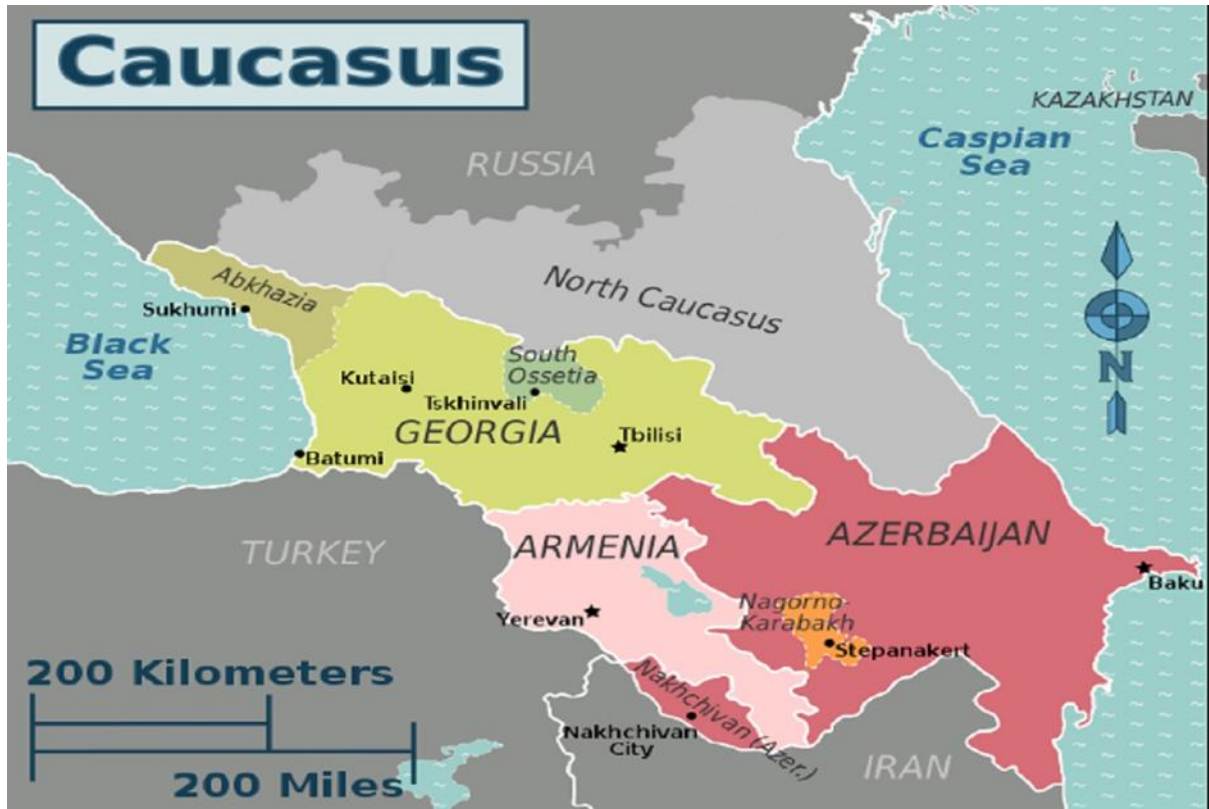 Caucasus
KAZAKHSTAN
RUSSIA
Caspian
Sea
North Caucasus
Abkhazia
Sukhumi
Black
Sea
South
Ossetia
Kutaisi
Tskhinvali
GEORGIA
Tbilisi
Batumi
N
TURKEY
ARMENIA
AZERBAIJAN
Baku
Nagorno-
Karabakh
Yerevan
Stepanakert
Nakhchivan (Azer.)
Nakhchivan
City
IRAN
200 Kilometers
200 Miles